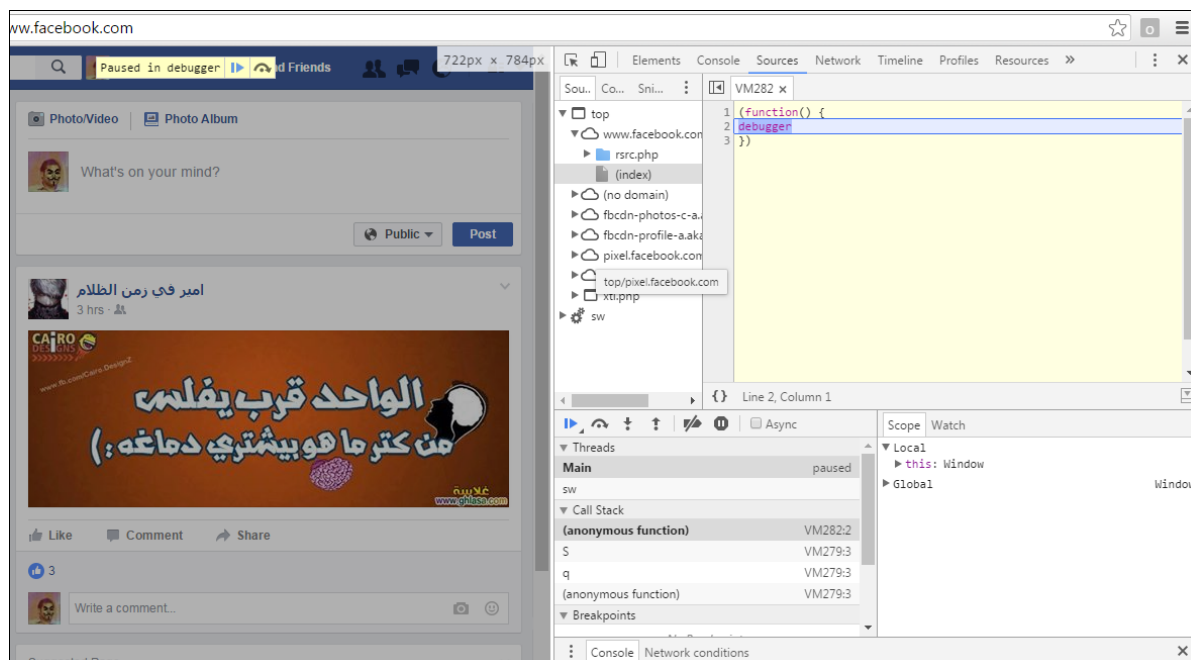 ww.facebook.com
Paused in debugger
nd Friends
722px × 784px
Photo/Video
Photo Album
What's on your mind?
Public
Post
امير في زمن الظلام
3 hrs ·
CAIRO
DESIGNS
www.fb.com/Cairo.DesignZ
الواحد قرب يفلس
من كتر ما هو بيشتري دماغه :)
غلاسة
www.ghlasa.com
Like
Comment
Share
3
Write a comment...
Elements
Console
Sources
Network
Timeline
Profiles
Resources
»
Sou..
Co...
Sni...
VM282 ×
top
www.facebook.com
rsrc.php
(index)
(no domain)
fbcdn-photos-c-a.
fbcdn-profile-a.aka
pixel.facebook.com
top/pixel.facebook.com
xti.php
sw
1 (function() {
2 debugger
3 })
{} Line 2, Column 1
Async
Threads
Main paused
sw
Call Stack
(anonymous function) VM282:2
S VM279:3
q VM279:3
(anonymous function) VM279:3
Breakpoints
Scope
Watch
Local
this: Window
Global Window
Console
Network conditions